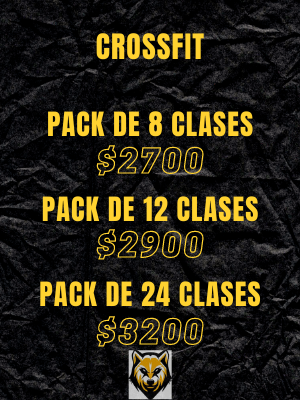 CROSSFIT
PACK DE 8 CLASES
$2700
PACK DE 12 CLASES
$2900
PACK DE 24 CLASES
$3200